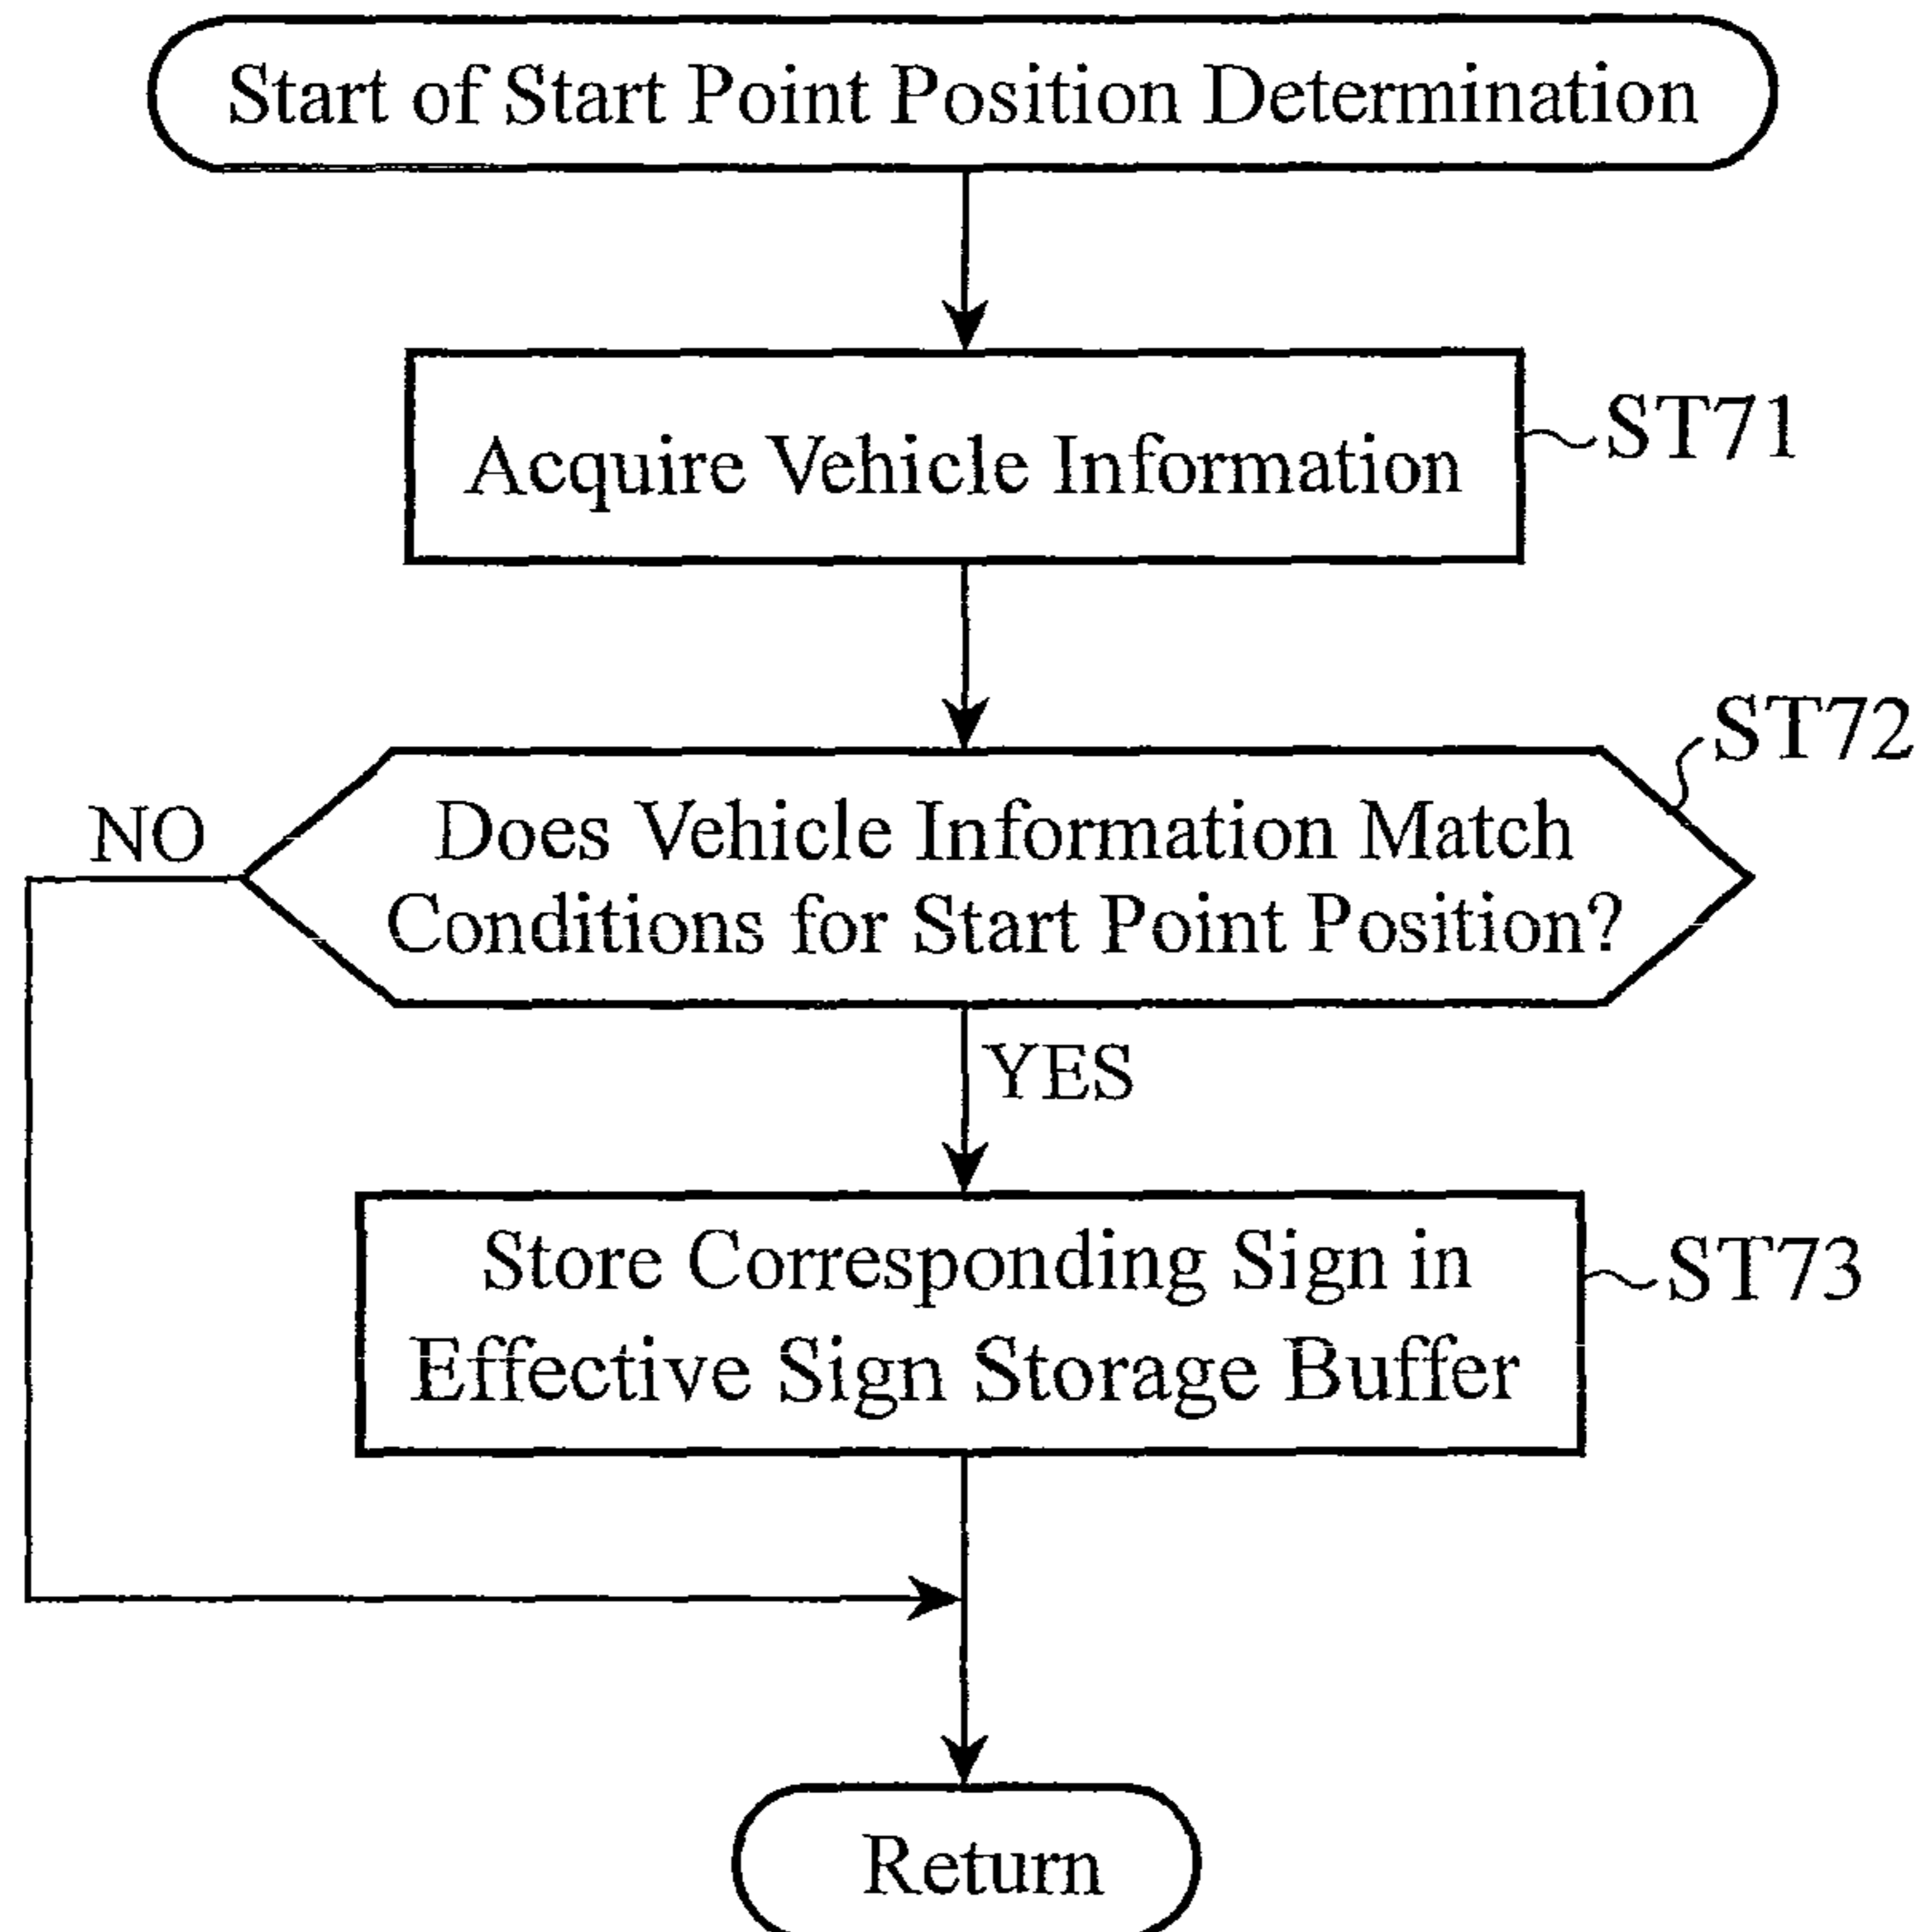 Start of Start Point Position Determination
Acquire Vehicle Information
ST71
ST72
NO
Does Vehicle Information Match
Conditions for Start Point Position?
YES
Store Corresponding Sign in
Effective Sign Storage Buffer
ST73
Return